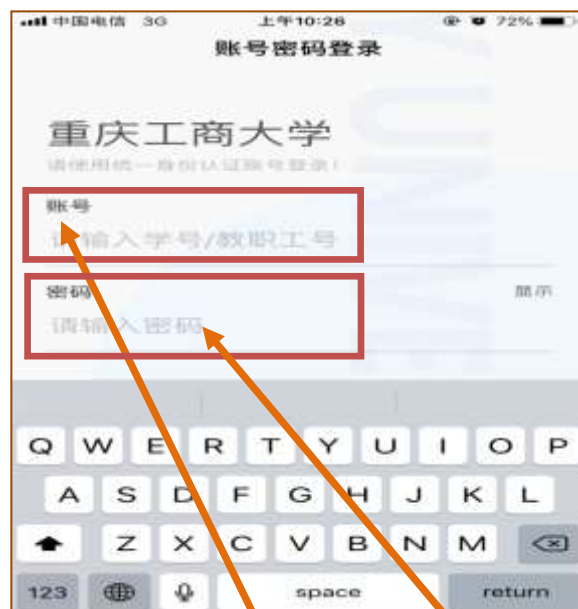 中国电信 3G 上午10:26 72%
账号密码登录
重庆工商大学
请使用统一身份认证账号登录！
账号
请输入学号/教职工号
密码 显示
请输入密码
Q W E R T Y U I O P
A S D F G H J K L
Z X C V B N M
123 space return